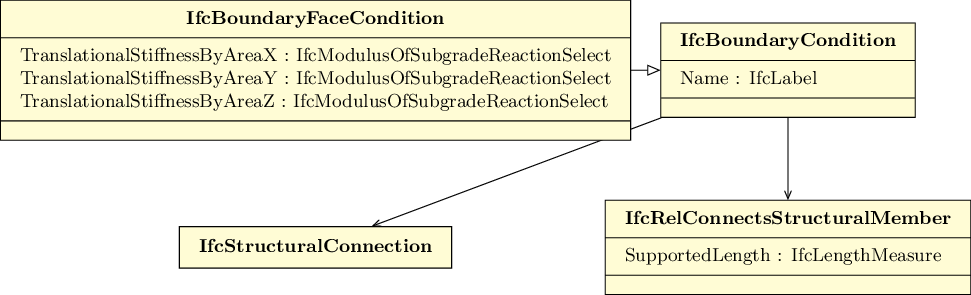 IfcBoundaryFaceCondition
TranslationalStiffnessByAreaX : IfcModulusOfSubgradeReactionSelect
TranslationalStiffnessByAreaY : IfcModulusOfSubgradeReactionSelect
TranslationalStiffnessByAreaZ : IfcModulusOfSubgradeReactionSelect
IfcBoundaryCondition
Name : IfcLabel
IfcStructuralConnection
IfcRelConnectsStructuralMember
SupportedLength : IfcLengthMeasure